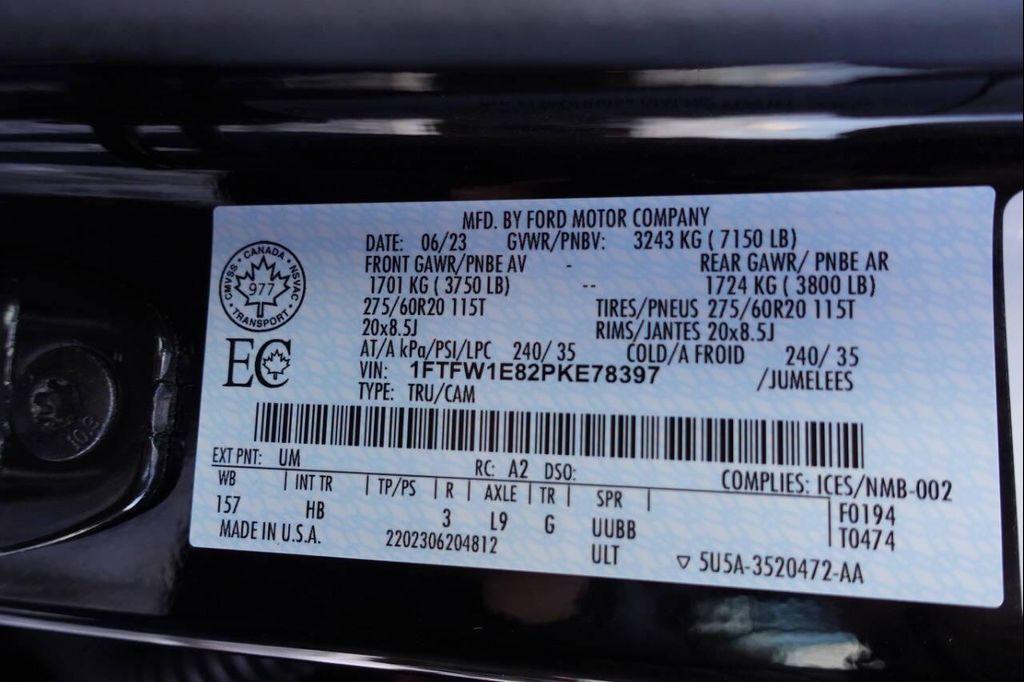 MFD. BY FORD MOTOR COMPANY
DATE: 06/23 GVWR/PNBV: 3243 KG ( 7150 LB)
FRONT GAWR/PNBE AV - REAR GAWR/ PNBE AR
1701 KG ( 3750 LB) -- 1724 KG ( 3800 LB)
275/60R20 115T TIRES/PNEUS 275/60R20 115T
20x8.5J RIMS/JANTES 20x8.5J
AT/A kPa/PSI/LPC 240/ 35 COLD/A FROID 240/ 35
VIN: 1FTFW1E82PKE78397 /JUMELEES
TYPE: TRU/CAM
CMVSS • CANADA • NSVAC • TRANSPORT •
977
EC
EXT PNT: UM RC: A2 DSO: COMPLIES: ICES/NMB-002
WB | INT TR | TP/PS | R | AXLE | TR | SPR | F0194
157 HB 3 L9 G UUBB T0474
MADE IN U.S.A. 2202306204812 ULT ▽ 5U5A-3520472-AA
10.9